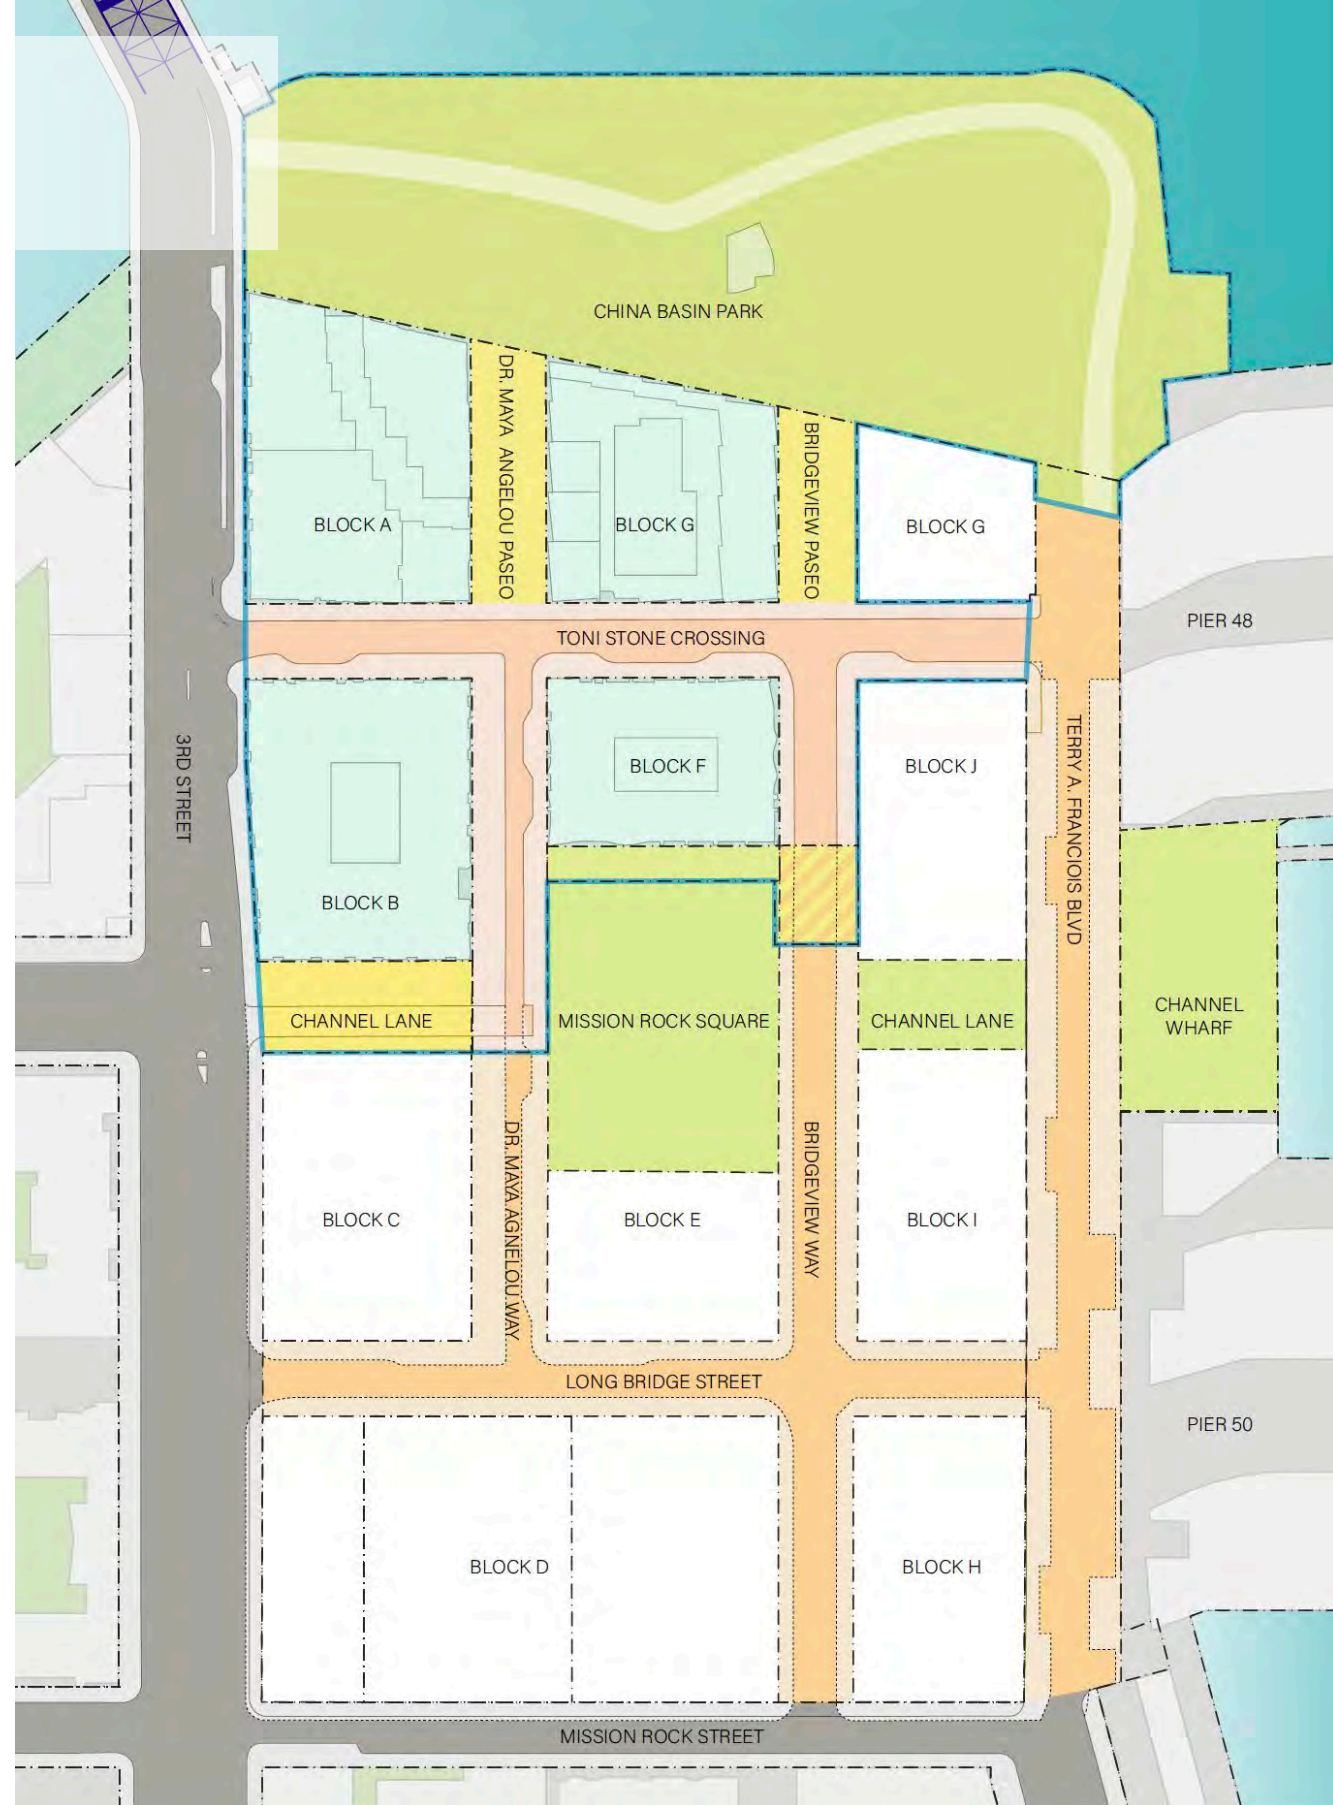 CHINA BASIN PARK
DR. MAYA ANGELOU PASEO
BRIDGEVIEW PASEO
BLOCK A
BLOCK G
BLOCK G
PIER 48
TONI STONE CROSSING
3RD STREET
TERRY A. FRANCIOIS BLVD
BLOCK F
BLOCK J
BLOCK B
CHANNEL LANE
MISSION ROCK SQUARE
CHANNEL LANE
CHANNEL
WHARF
DR. MAYA AGNELOU WAY
BRIDGEVIEW WAY
BLOCK C
BLOCK E
BLOCK I
LONG BRIDGE STREET
PIER 50
BLOCK D
BLOCK H
MISSION ROCK STREET